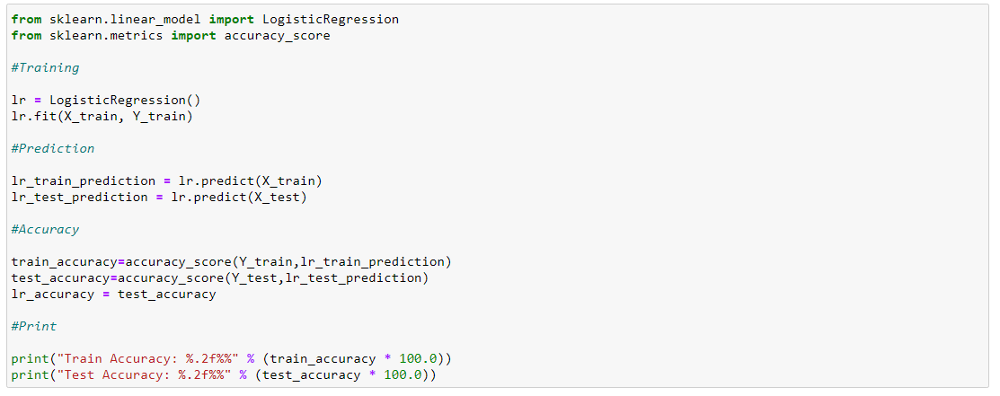 from sklearn.linear_model import LogisticRegression
from sklearn.metrics import accuracy_score
#Training
lr = LogisticRegression()
lr.fit(X_train, Y_train)
#Prediction
lr_train_prediction = lr.predict(X_train)
lr_test_prediction = lr.predict(X_test)
#Accuracy
train_accuracy=accuracy_score(Y_train,lr_train_prediction)
test_accuracy=accuracy_score(Y_test,lr_test_prediction)
lr_accuracy = test_accuracy
#Print
print("Train Accuracy: %.2f%%" % (train_accuracy * 100.0))
print("Test Accuracy: %.2f%%" % (test_accuracy * 100.0))